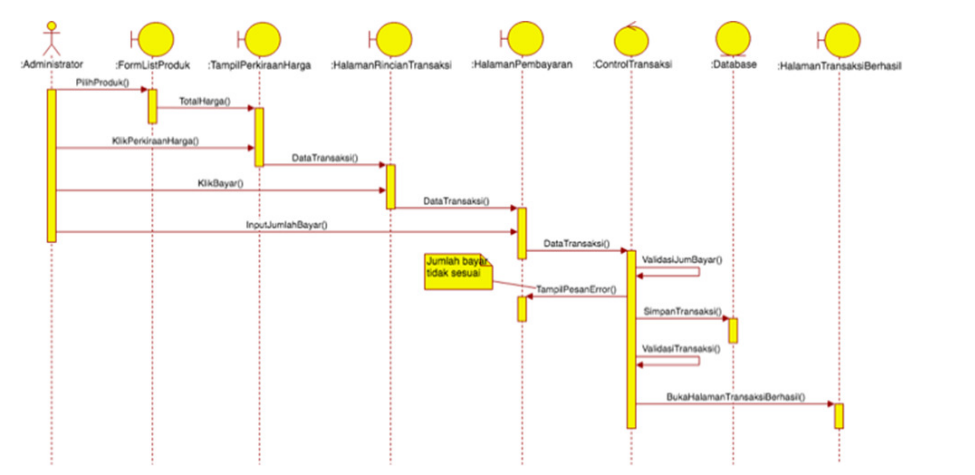 :Administrator
:FormListProduk
:TampilPerkiraanHarga
:HalamanRincianTransaksi
:HalamanPembayaran
:ControlTransaksi
:Database
:HalamanTransaksiBerhasil
PilihProduk()
TotalHarga()
KlikPerkiraanHarga()
DataTransaksi()
KlikBayar()
DataTransaksi()
InputJumlahBayar()
DataTransaksi()
Jumlah bayar
tidak sesuai
ValidasiJumBayar()
TampilPesanError()
SimpanTransaksi()
ValidasiTransaksi()
BukaHalamanTransaksiBerhasil()